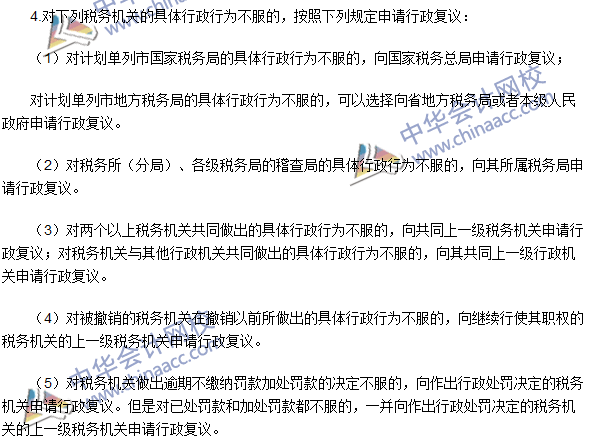 4.对下列税务机关的具体行政行为不服的，按照下列规定申请行政复议：
（1）对计划单列市国家税务局的具体行政行为不服的，向国家税务总局申请行政复议；
对计划单列市地方税务局的具体行政行为不服的，可以选择向省地方税务局或者本级人民
政府申请行政复议。
（2）对税务所（分局）、各级税务局的稽查局的具体行政行为不服的，向其所属税务局申
请行政复议。
（3）对两个以上税务机关共同做出的具体行政行为不服的，向共同上一级税务机关申请行
政复议；对税务机关与其他行政机关共同做出的具体行政行为不服的，向其共同上一级行政机
关申请行政复议。
（4）对被撤销的税务机关在撤销以前所做出的具体行政行为不服的，向继续行使其职权的
税务机关的上一级税务机关申请行政复议。
（5）对税务机关做出逾期不缴纳罚款加处罚款的决定不服的，向作出行政处罚决定的税务
机关申请行政复议。但是对已处罚款和加处罚款都不服的，一并向作出行政处罚决定的税务机
关的上一级税务机关申请行政复议。
中华会计网校
www.chinaacc.com
中华会计网校
www.chinaacc.com
中华会计网校
www.chinaacc.com